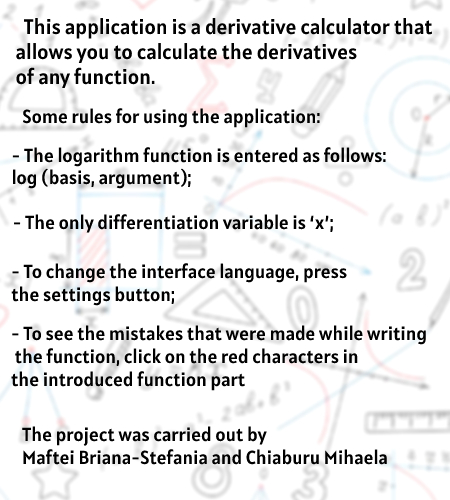 This application is a derivative calculator that
allows you to calculate the derivatives
of any function.
Some rules for using the application:
- The logarithm function is entered as follows:
log (basis, argument);
- The only differentiation variable is ‘x’;
- To change the interface language, press
the settings button;
- To see the mistakes that were made while writing
the function, click on the red characters in
the introduced function part
The project was carried out by
Maftei Briana-Stefania and Chiaburu Mihaela